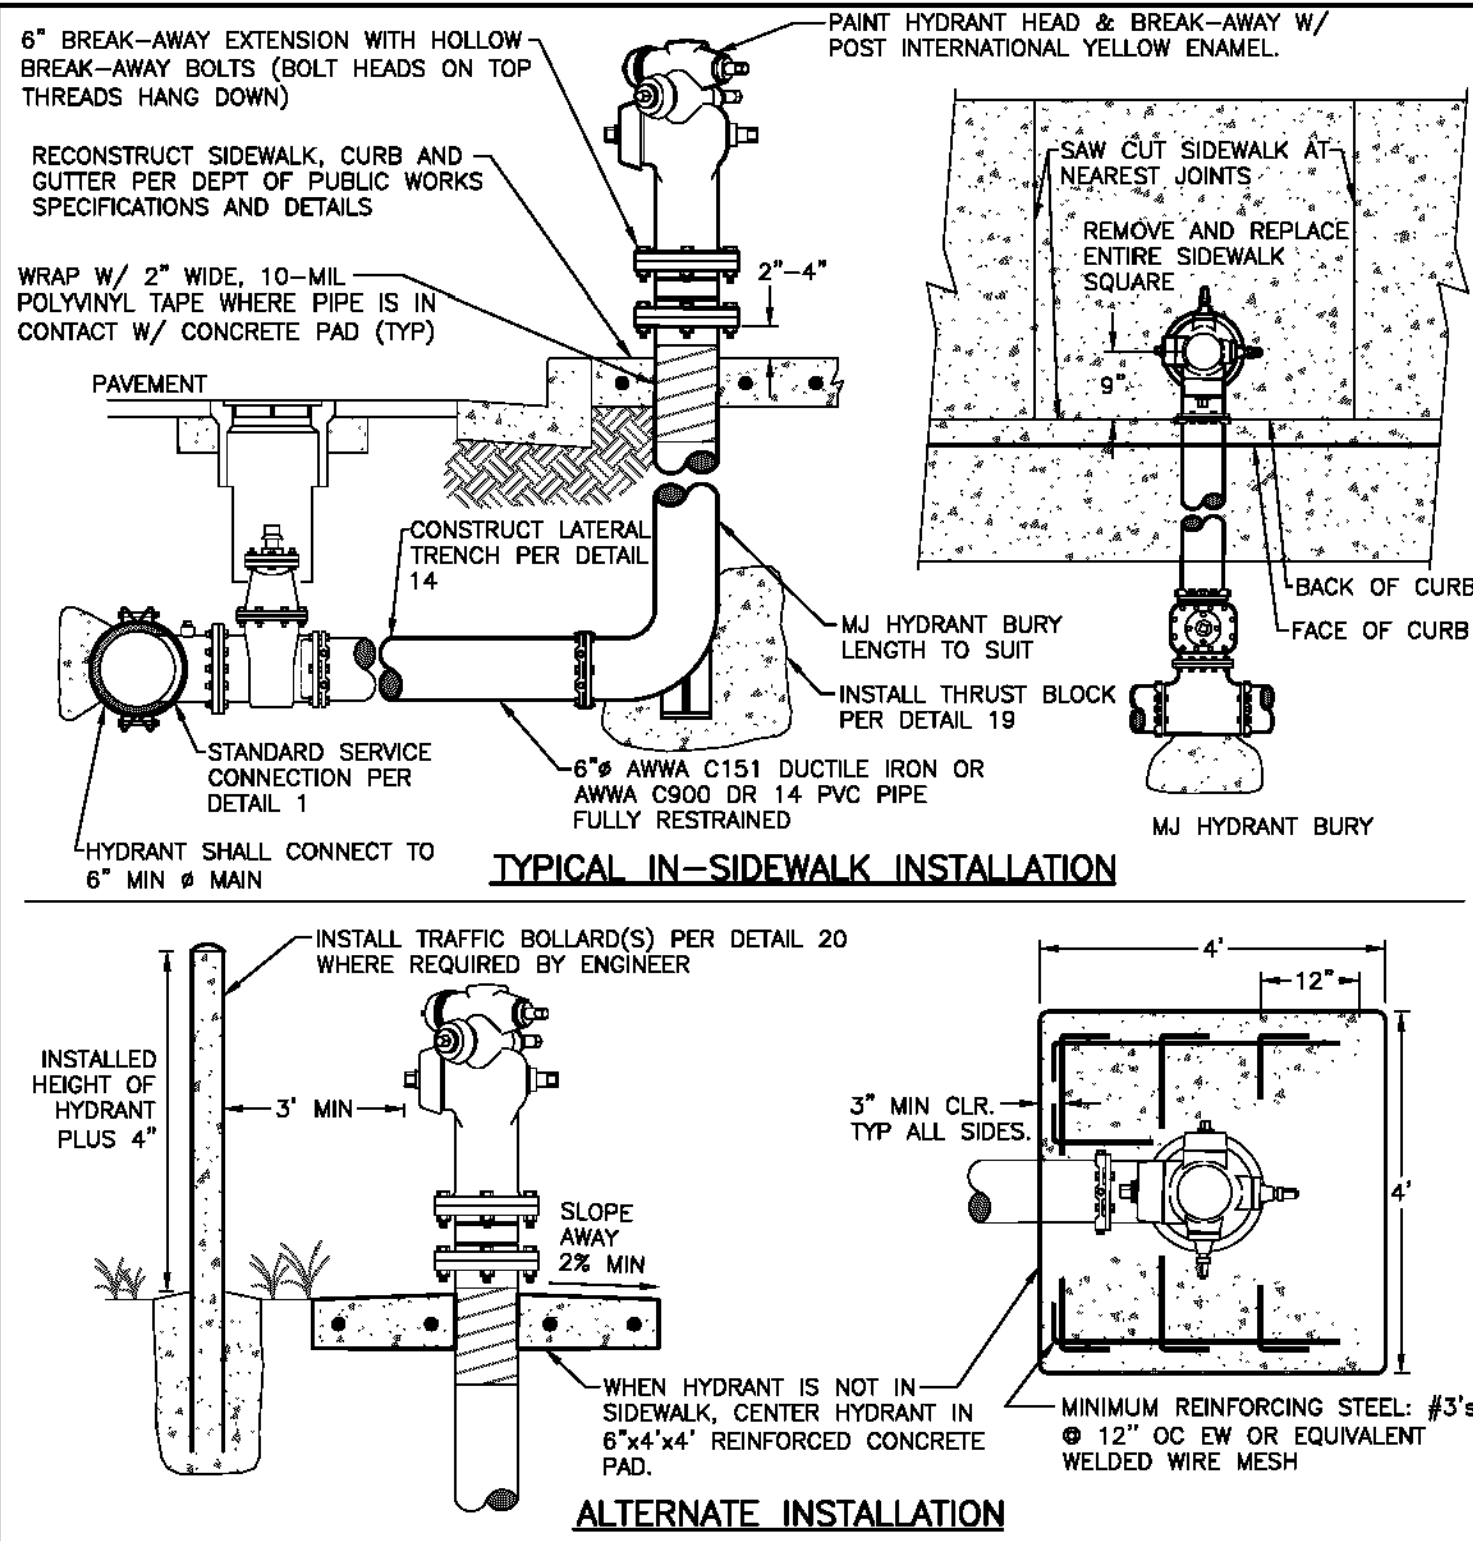 6" BREAK-AWAY EXTENSION WITH HOLLOW
BREAK-AWAY BOLTS (BOLT HEADS ON TOP
THREADS HANG DOWN)
PAINT HYDRANT HEAD & BREAK-AWAY W/
POST INTERNATIONAL YELLOW ENAMEL.
RECONSTRUCT SIDEWALK, CURB AND
GUTTER PER DEPT OF PUBLIC WORKS
SPECIFICATIONS AND DETAILS
SAW CUT SIDEWALK AT
NEAREST JOINTS
REMOVE AND REPLACE
ENTIRE SIDEWALK
SQUARE
WRAP W/ 2" WIDE, 10-MIL
POLYVINYL TAPE WHERE PIPE IS IN
CONTACT W/ CONCRETE PAD (TYP)
2"-4"
9"
PAVEMENT
CONSTRUCT LATERAL
TRENCH PER DETAIL
14
BACK OF CURB
FACE OF CURB
MJ HYDRANT BURY
LENGTH TO SUIT
INSTALL THRUST BLOCK
PER DETAIL 19
STANDARD SERVICE
CONNECTION PER
DETAIL 1
6"ø AWWA C151 DUCTILE IRON OR
AWWA C900 DR 14 PVC PIPE
FULLY RESTRAINED
MJ HYDRANT BURY
HYDRANT SHALL CONNECT TO
6" MIN ø MAIN
TYPICAL IN-SIDEWALK INSTALLATION
INSTALL TRAFFIC BOLLARD(S) PER DETAIL 20
WHERE REQUIRED BY ENGINEER
4'
12"
INSTALLED
HEIGHT OF
HYDRANT
PLUS 4"
3' MIN
3" MIN CLR.
TYP ALL SIDES.
4'
SLOPE
AWAY
2% MIN
WHEN HYDRANT IS NOT IN
SIDEWALK, CENTER HYDRANT IN
6"x4'x4' REINFORCED CONCRETE
PAD.
MINIMUM REINFORCING STEEL: #3's
@ 12" OC EW OR EQUIVALENT
WELDED WIRE MESH
ALTERNATE INSTALLATION